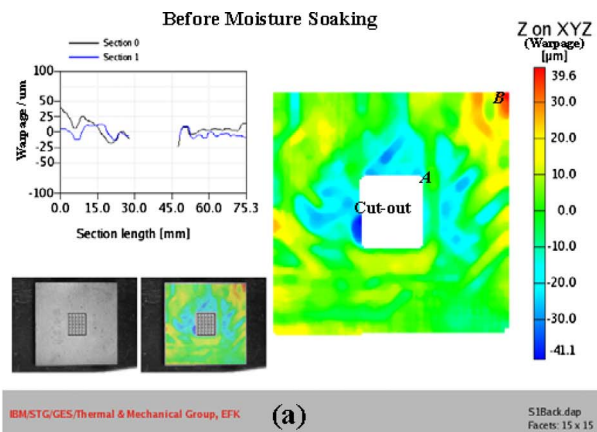 Before Moisture Soaking
Section 0
Section 1
Z on XYZ
(Warpage)
[µm]
Warpage / um
100
50
25
0
-25
-50
-100
0.0 15.0 30.0 45.0 60.0 75.3
Section length [mm]
B
A
Cut-out
39.6
30.0
20.0
10.0
0.0
-10.0
-20.0
-30.0
-41.1
IBM/STG/GES/Thermal & Mechanical Group, EFK
(a)
S1Back.dap
Facets: 15 x 15